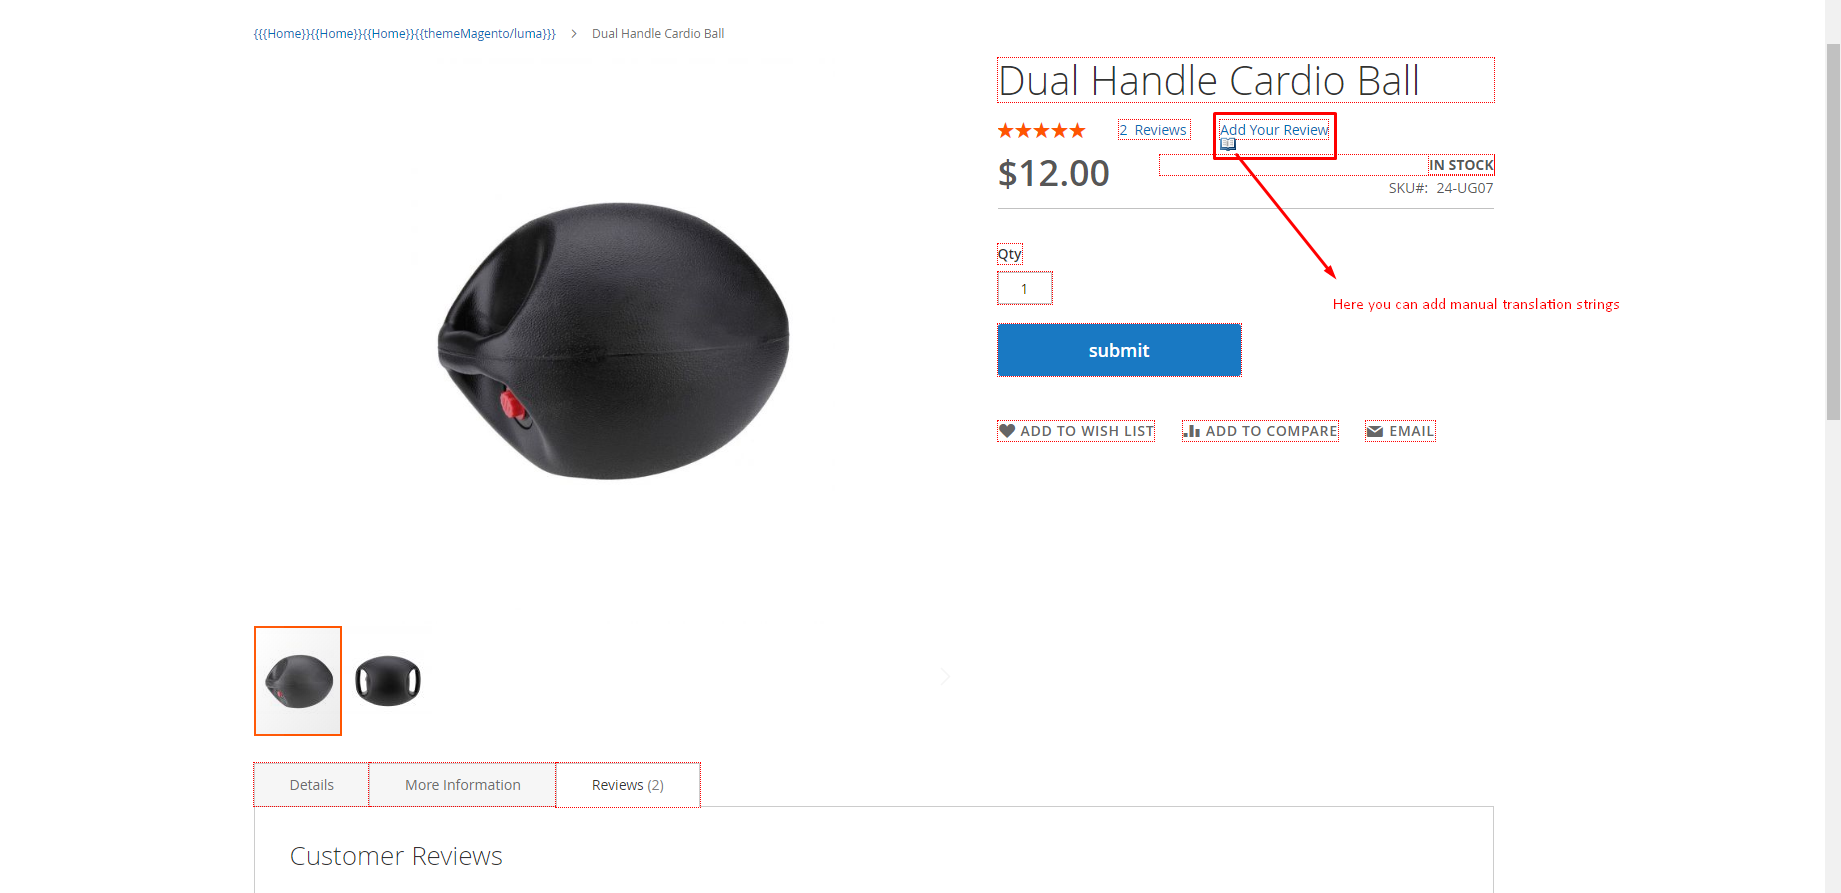 {{{Home}}{{Home}}{{Home}}{{themeMagento/luma}}} > Dual Handle Cardio Ball
Dual Handle Cardio Ball
2 Reviews Add Your Review
$12.00
IN STOCK
SKU#: 24-UG07
Qty
1
Here you can add manual translation strings
submit
ADD TO WISH LIST ADD TO COMPARE EMAIL
Details More Information Reviews (2)
Customer Reviews